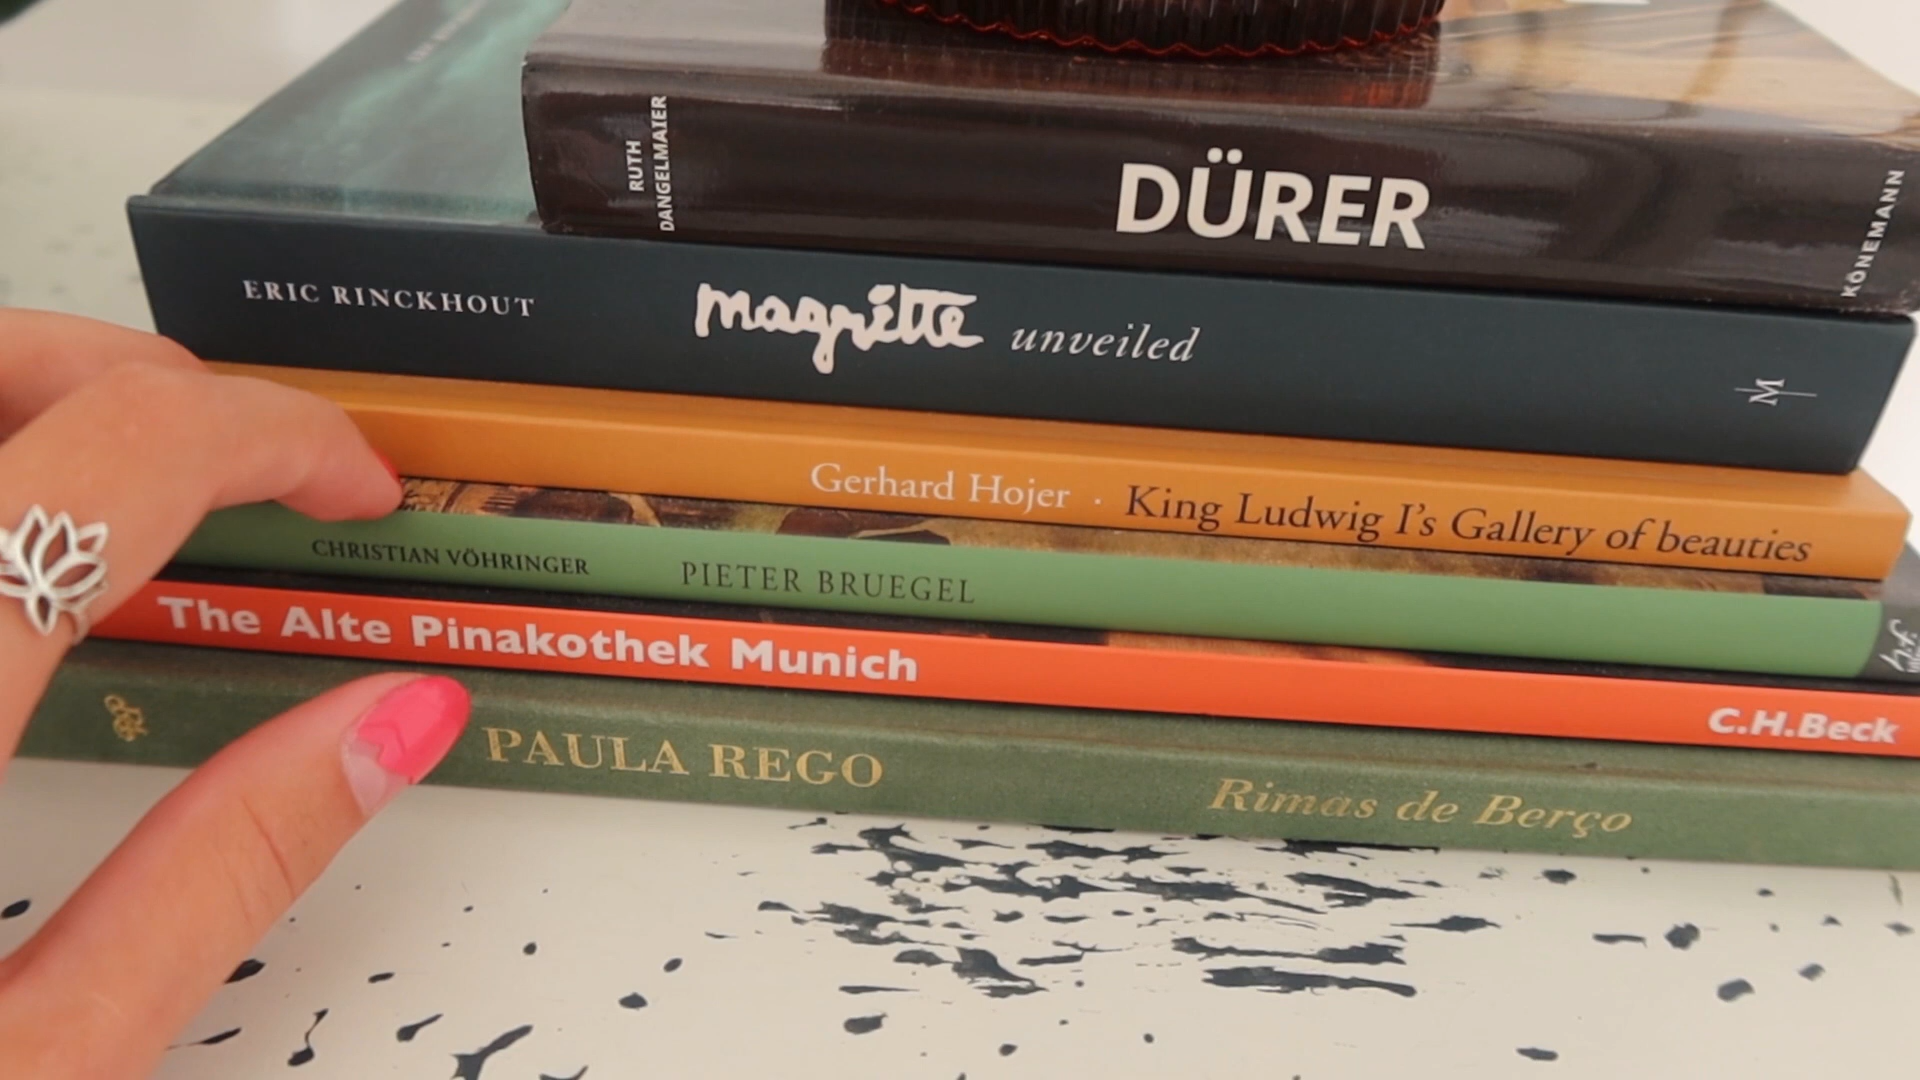 RUTH
DANGELMAIER
DÜRER
KÖNEMANN
ERIC RINCKHOUT
magritte unveiled
M
Gerhard Hojer · King Ludwig I's Gallery of beauties
CHRISTIAN VÖHRINGER
PIETER BRUEGEL
The Alte Pinakothek Munich
C.H.Beck
PAULA REGO
Rimas de Berço